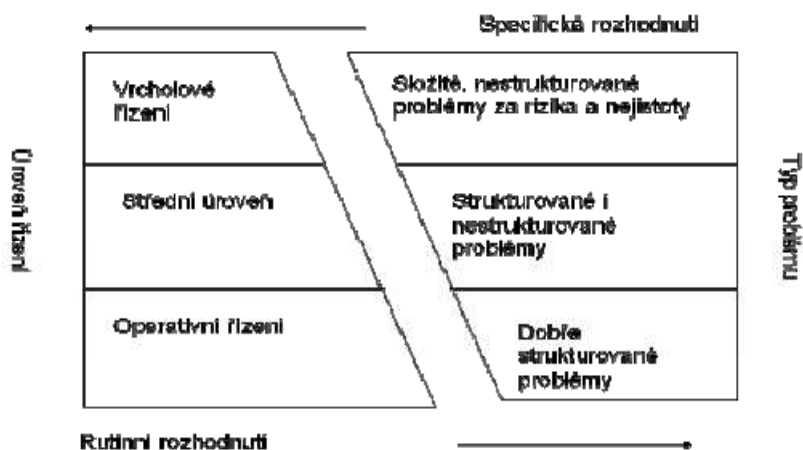 Specifická rozhodnutí
Vrcholové
řízení
Složité, nestrukturované
problémy za rizika a nejistoty
Úroveň řízení
Typ problému
Střední úroveň
Strukturované i
nestrukturované
problémy
Operativní řízení
Dobře
strukturované
problémy
Rutinní rozhodnutí